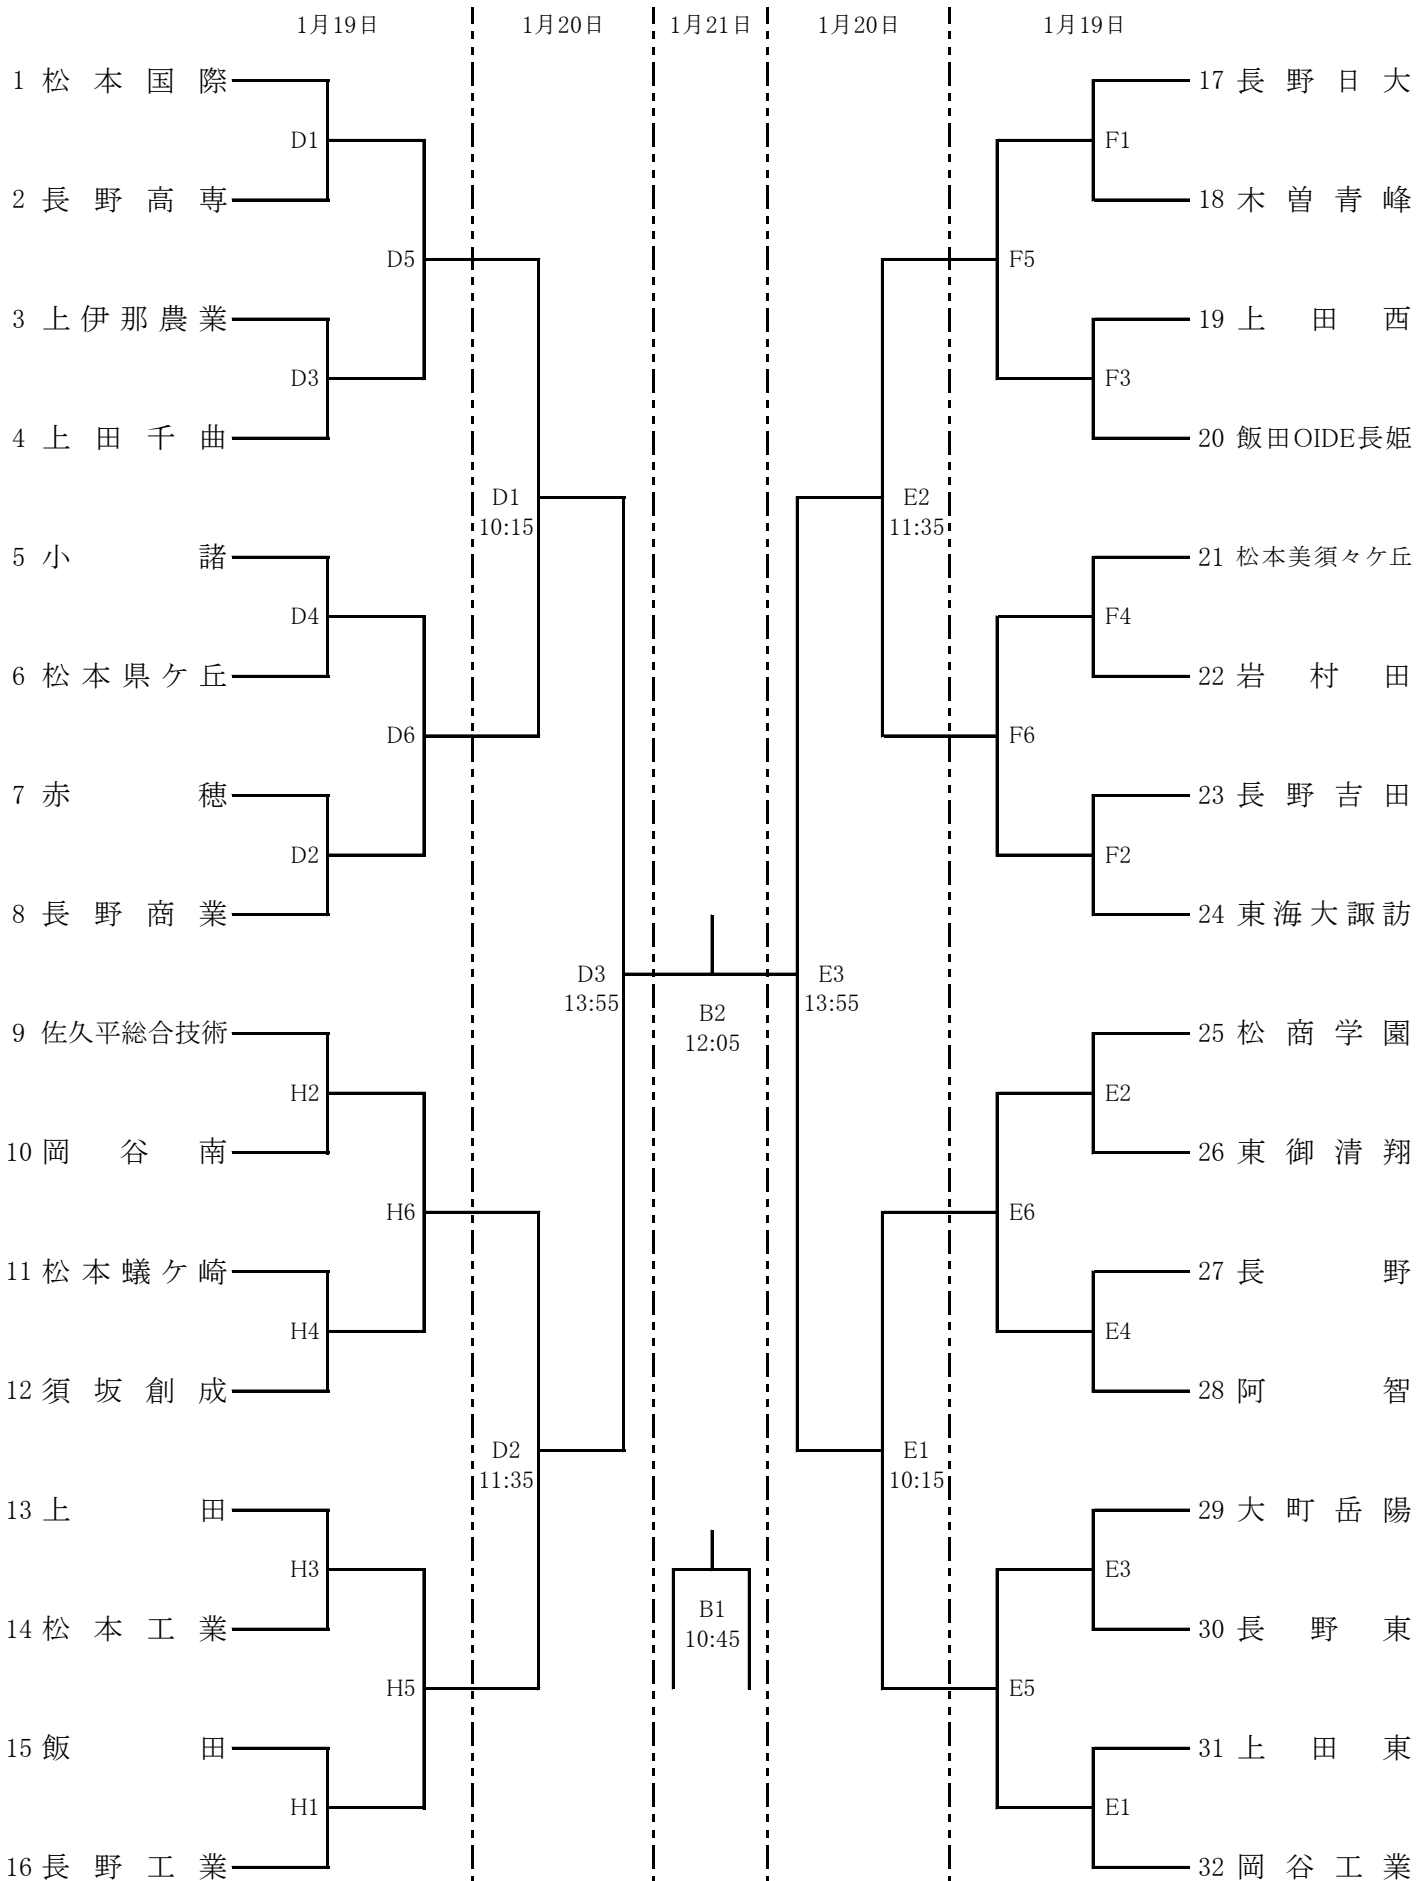 1月19日 1月20日 1月21日 1月20日 1月19日
1 松本国際
17 長野日大
D1
F1
2 長野高専
18 木曽青峰
D5
F5
3 上伊那農業
19 上田西
D3
F3
4 上田千曲
20 飯田OIDE長姫
D1
10:15
E2
11:35
5 小諸
21 松本美須々ケ丘
D4
F4
6 松本県ケ丘
22 岩村田
D6
F6
7 赤穂
23 長野吉田
D2
F2
8 長野商業
24 東海大諏訪
D3
13:55
B2
12:05
E3
13:55
9 佐久平総合技術
25 松商学園
H2
E2
10 岡谷南
26 東御清翔
H6
E6
11 松本蟻ケ崎
27 長野
H4
E4
12 須坂創成
28 阿智
D2
11:35
E1
10:15
13 上田
29 大町岳陽
H3
E3
B1
10:45
14 松本工業
30 長野東
H5
E5
15 飯田
31 上田東
H1
E1
16 長野工業
32 岡谷工業